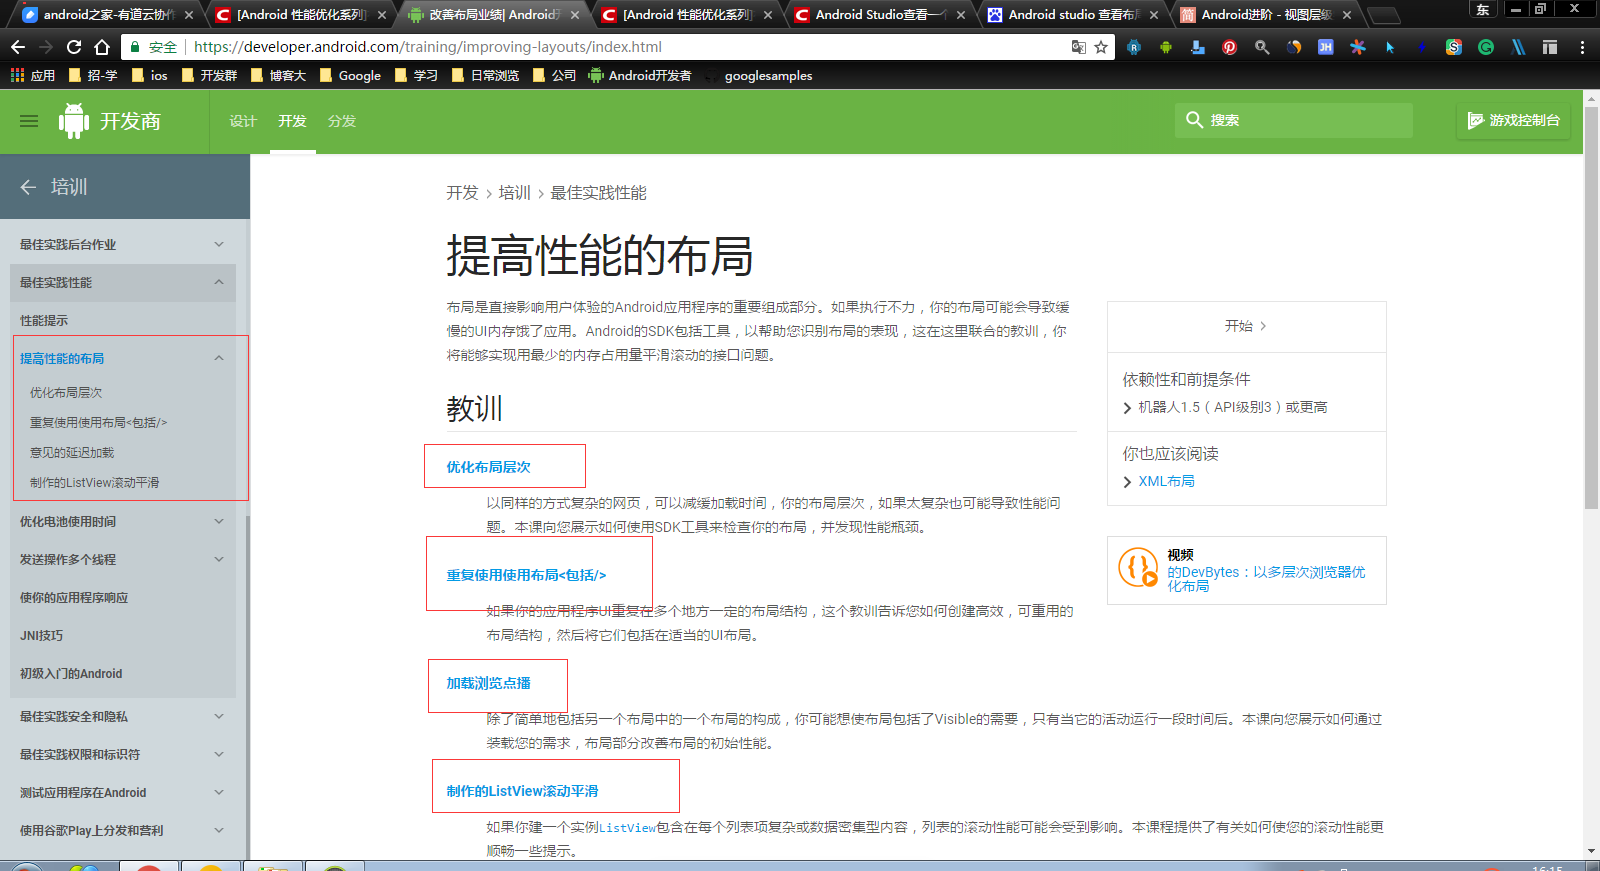 android之家-有道云协作
[Android 性能优化系列]
改善布局业绩| Android开
[Android 性能优化系列]
Android Studio查看一个
Android studio 查看布局
Android进阶 - 视图层级
东
安全
https://developer.android.com/training/improving-layouts/index.html
应用
招-学
ios
开发群
博客大
Google
学习
日常浏览
公司
Android开发者
googlesamples
开发商
设计
开发
分发
搜索
游戏控制台
培训
最佳实践后台作业
最佳实践性能
性能提示
提高性能的布局
优化布局层次
重复使用使用布局<包括/>
意见的延迟加载
制作的ListView滚动平滑
优化电池使用时间
发送操作多个线程
使你的应用程序响应
JNI技巧
初级入门的Android
最佳实践安全和隐私
最佳实践权限和标识符
测试应用程序在Android
使用谷歌Play上分发和营利
开发 > 培训 > 最佳实践性能
提高性能的布局
布局是直接影响用户体验的Android应用程序的重要组成部分。如果执行不力，你的布局可能会导致缓
慢的UI内存饿了应用。Android的SDK包括工具，以帮助您识别布局的表现，这在这里联合的教训，你
将能够实现用最少的内存占用量平滑滚动的接口问题。
教训
优化布局层次
以同样的方式复杂的网页，可以减缓加载时间，你的布局层次，如果太复杂也可能导致性能问
题。本课向您展示如何使用SDK工具来检查你的布局，并发现性能瓶颈。
重复使用使用布局<包括/>
如果你的应用程序UI重复在多个地方一定的布局结构，这个教训告诉您如何创建高效，可重用的
布局结构，然后将它们包括在适当的UI布局。
加载浏览点播
除了简单地包括另一个布局中的一个布局的构成，你可能想使布局包括了Visible的需要，只有当它的活动运行一段时间后。本课向您展示如何通过
装载您的需求，布局部分改善布局的初始性能。
制作的ListView滚动平滑
如果你建一个实例ListView包含在每个列表项复杂或数据密集型内容，列表的滚动性能可能会受到影响。本课程提供了有关如何使您的滚动性能更
顺畅一些提示。
开始 >
依赖性和前提条件
机器人1.5（API级别3）或更高
你也应该阅读
XML布局
视频
的DevBytes：以多层次浏览器优
化布局
16:15